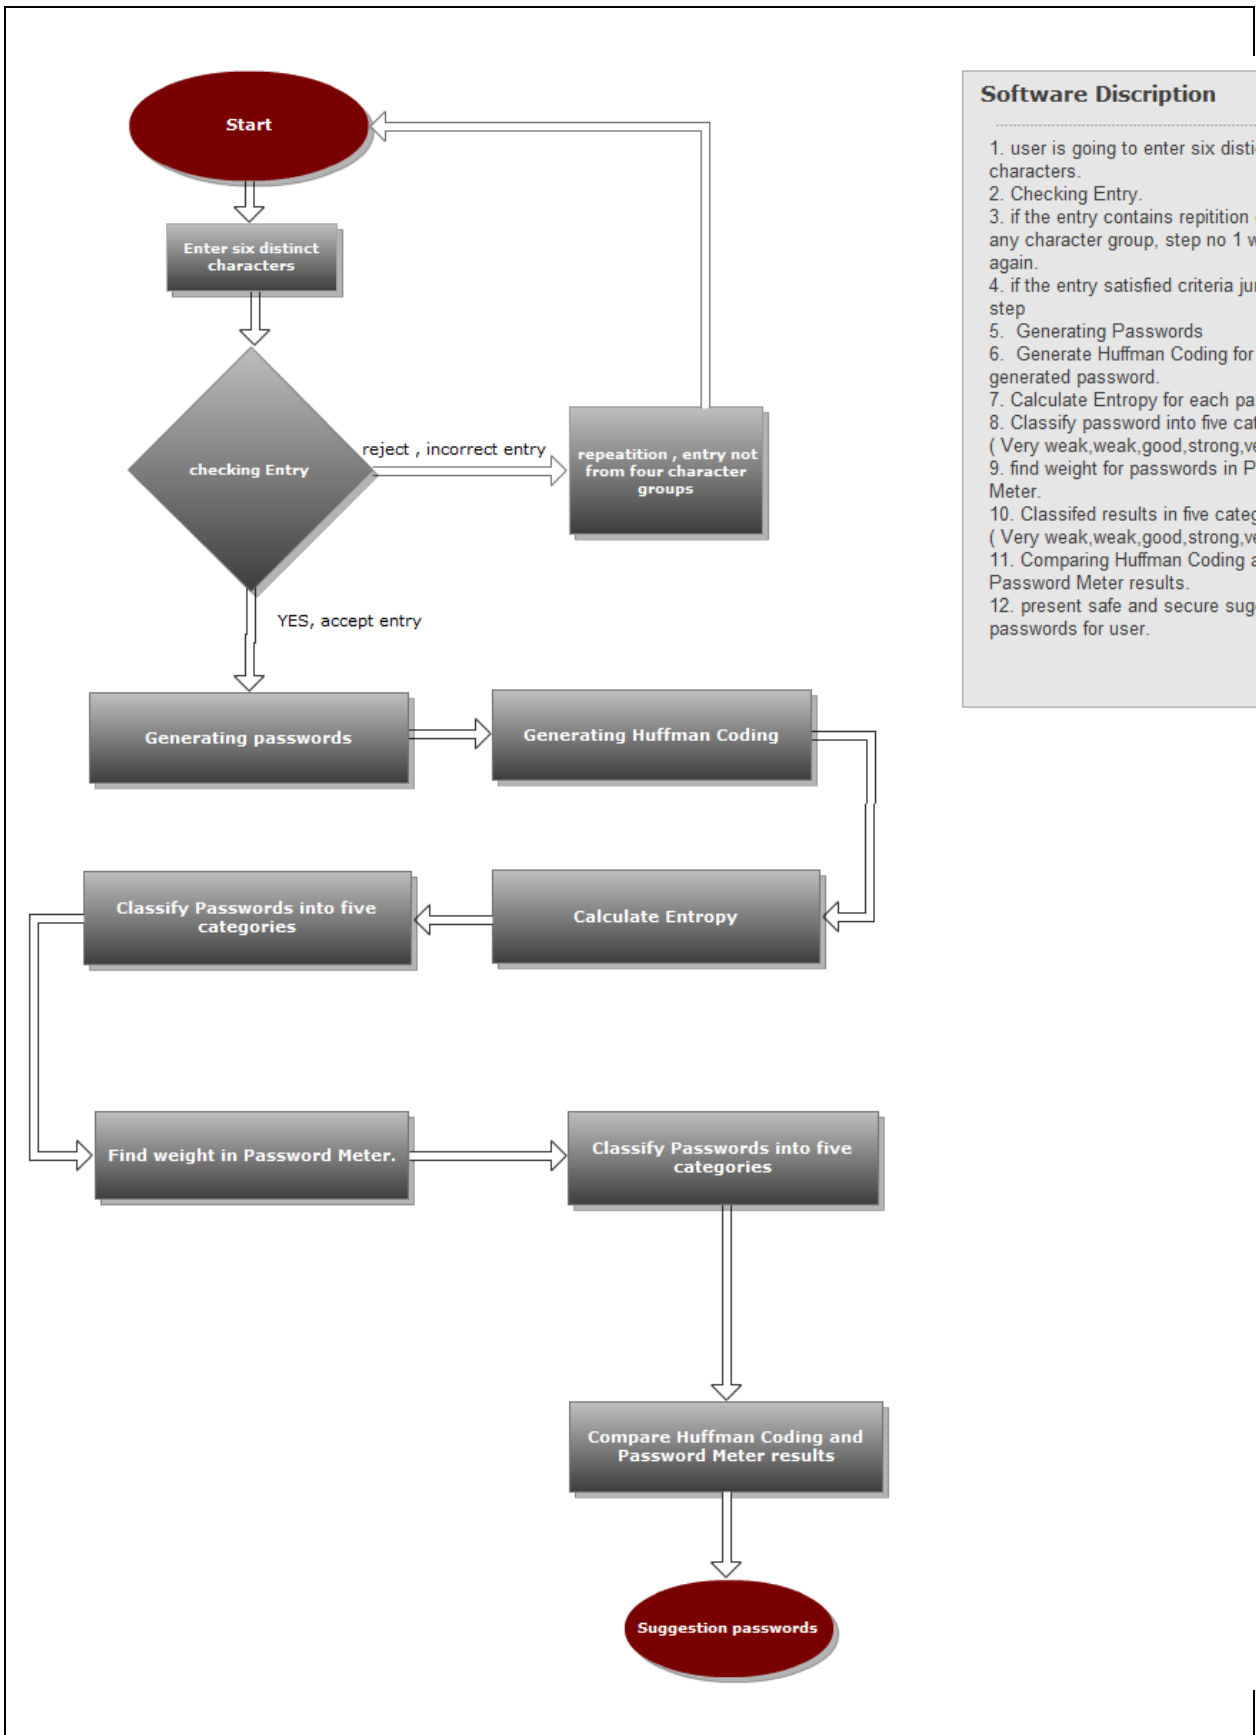 Start
Enter six distinct
characters
checking Entry
reject , incorrect entry
repeatition , entry not
from four character
groups
YES, accept entry
Generating passwords
Generating Huffman Coding
Calculate Entropy
Classify Passwords into five
categories
Find weight in Password Meter.
Classify Passwords into five
categories
Compare Huffman Coding and
Password Meter results
Suggestion passwords
Software Discription
1. user is going to enter six
characters.
2. Checking Entry.
3. if the entry contains repitition
any character group, step no 1
again.
4. if the entry satisfied criteria
step
5. Generating Passwords
6. Generate Huffman Coding for
generated password.
7. Calculate Entropy for each
8. Classify password into five
( Very weak,weak,good,strong,
9. find weight for passwords in
Meter.
10. Classifed results in five
( Very weak,weak,good,strong,
11. Comparing Huffman Coding
Password Meter results.
12. present safe and secure
passwords for user.